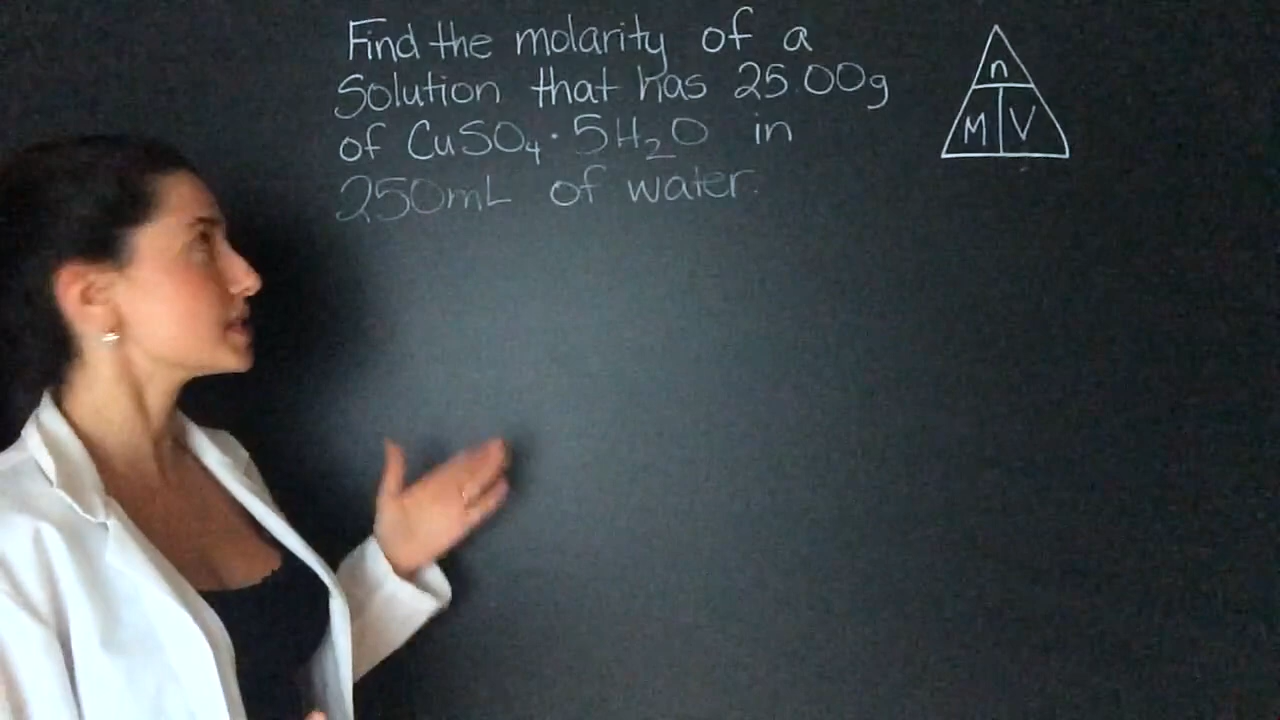 Find the molarity of a
Solution that has 25.00g
of CuSO₄·5H₂O in
250mL of water.
n
M V